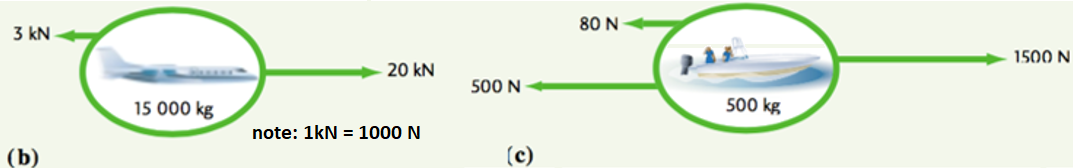 3 kN
20 kN
15 000 kg
note: 1kN = 1000 N
(b)
80 N
1500 N
500 N
500 kg
(c)